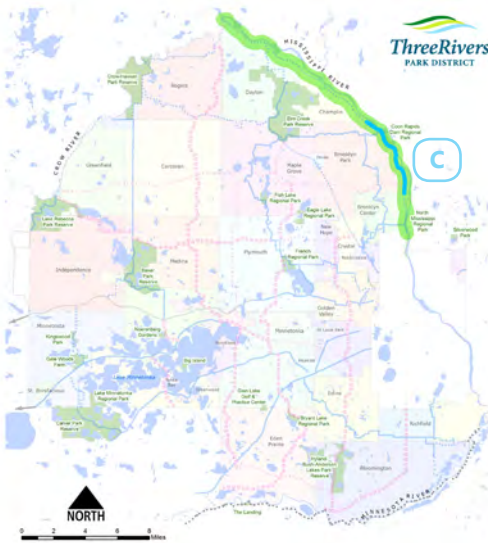 ThreeRivers
PARK DISTRICT
MISSISSIPPI RIVER
Crow-Hassan
Park Reserve
Rogers
Dayton
Champlin
Elm Creek
Park Reserve
Coon Rapids
Dam Regional
Park
C
CROW RIVER
Greenfield
Corcoran
Maple
Grove
Brooklyn
Park
Fish Lake
Regional Park
Eagle Lake
Regional Park
Brooklyn
Center
North
Mississippi
Regional
Park
Silverwood
Park
Lake Rebecca
Park Reserve
New
Hope
Crystal
Robbinsdale
French
Regional Park
Independence
Baker
Park
Reserve
Medina
Plymouth
Golden
Valley
Minnetrista
Kingswood
Park
Noerenberg
Gardens
Minnetonka
St. Louis Park
Gale Woods
Farm
Big Island
Hopkins
St. Bonifacius
Lake Minnetonka
Lake Minnetonka
Regional Park
Glen Lake
Golf &
Practice Center
Edina
Carver Park
Reserve
Bryant Lake
Regional Park
Richfield
Eden
Prairie
Hyland
Bush Anderson
Lakes Park
Reserve
Bloomington
MINNESOTA RIVER
The Landing
NORTH
0 2 4 6 8
Miles